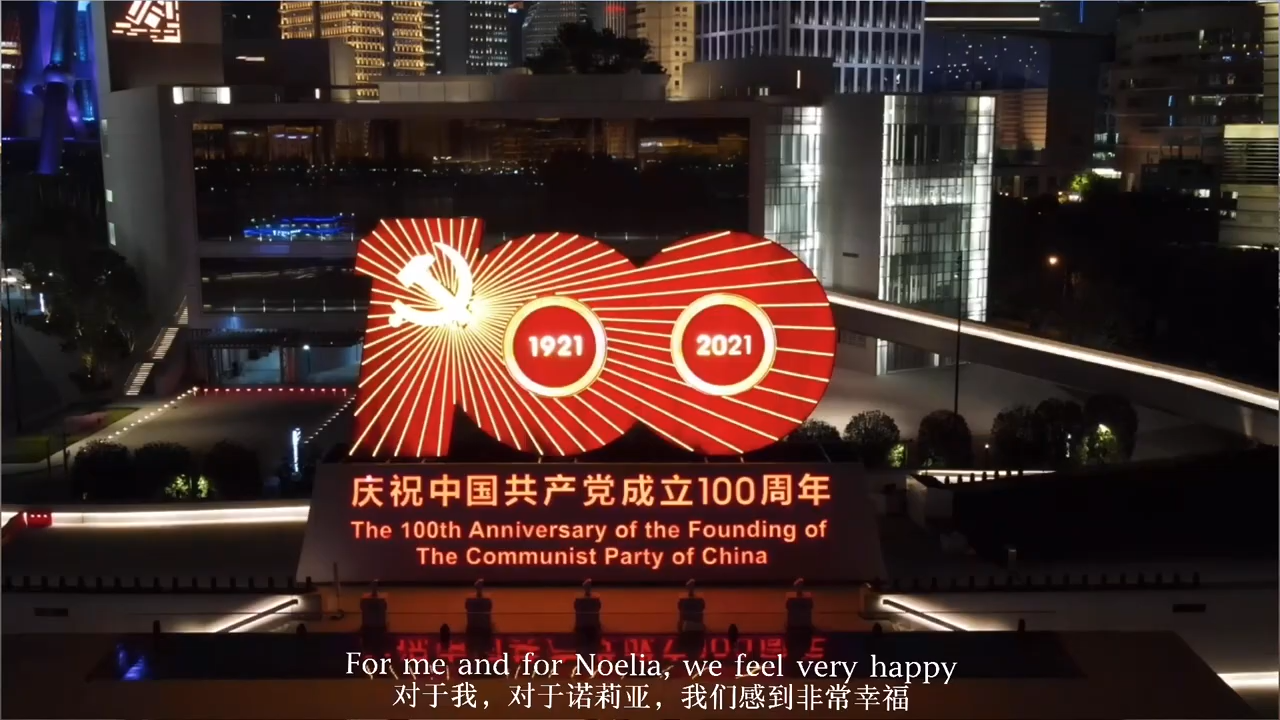 1921
2021
庆祝中国共产党成立100周年
The 100th Anniversary of the Founding of
The Communist Party of China
For me and for Noelia, we feel very happy
对于我，对于诺莉亚，我们感到非常幸福